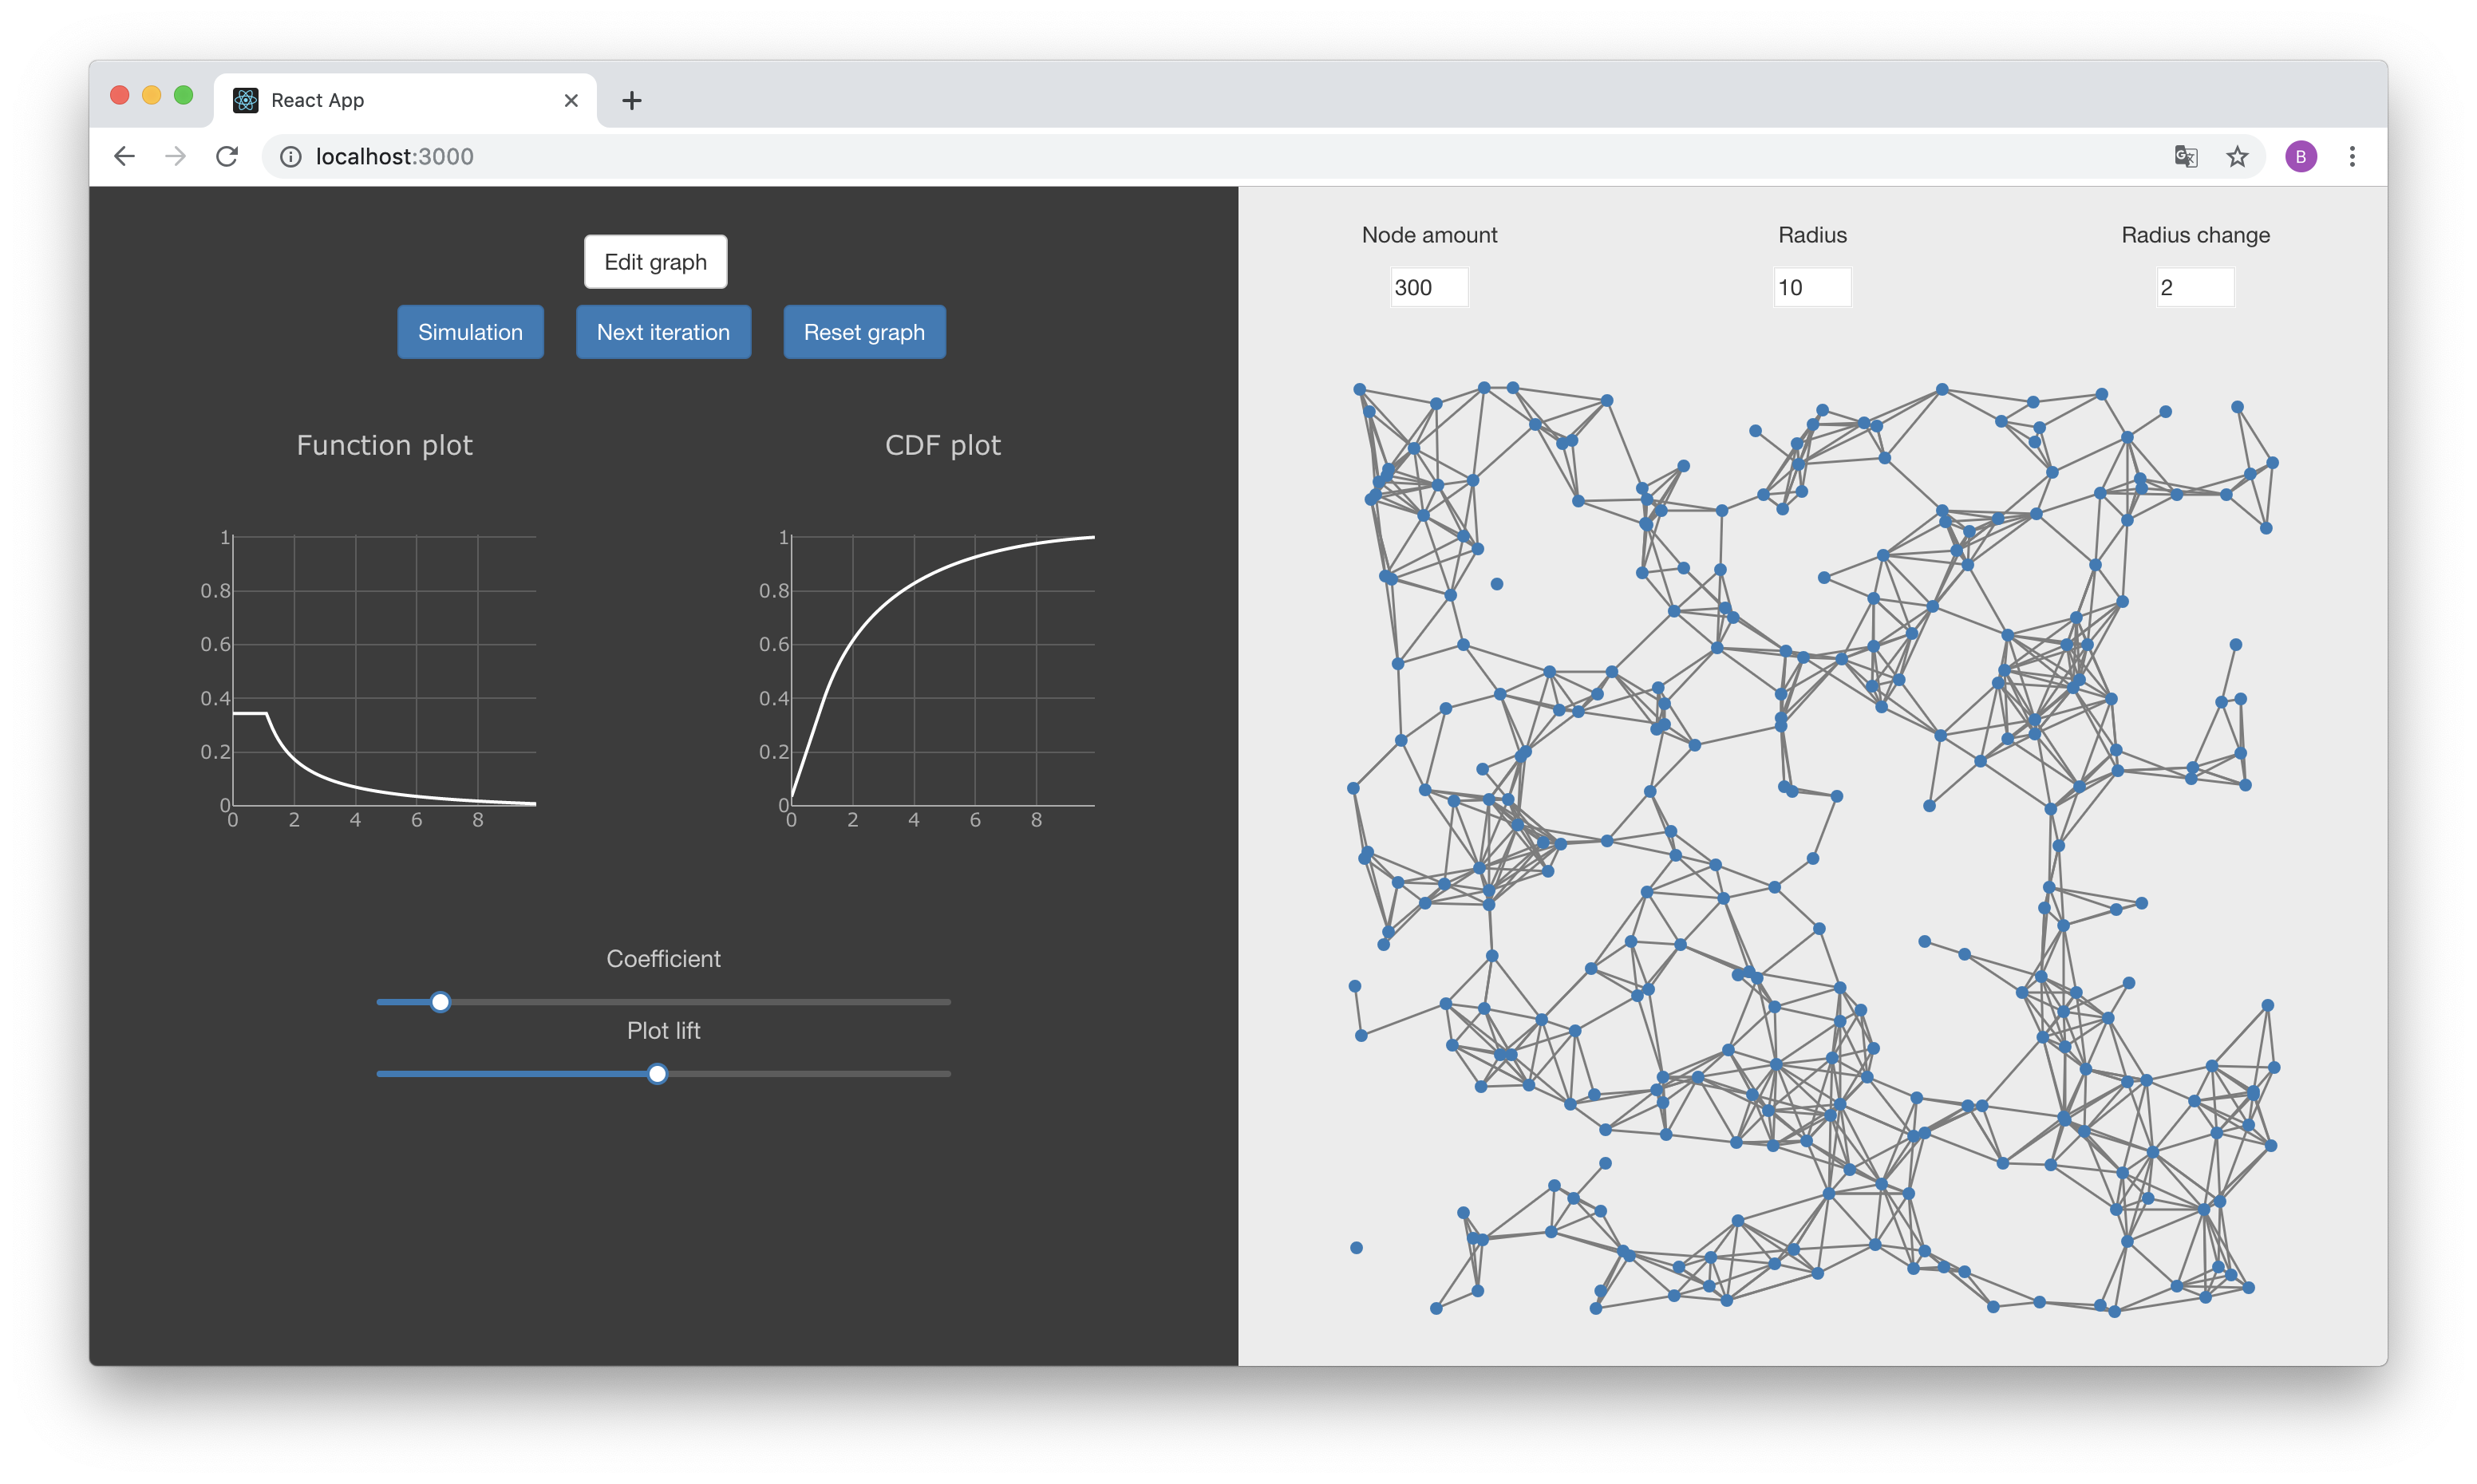 React App
localhost:3000
B
Edit graph
Simulation Next iteration Reset graph
Function plot
1
0.8
0.6
0.4
0.2
0
0 2 4 6 8
CDF plot
1
0.8
0.6
0.4
0.2
0
0 2 4 6 8
Coefficient
Plot lift
Node amount Radius Radius change
300 10 2